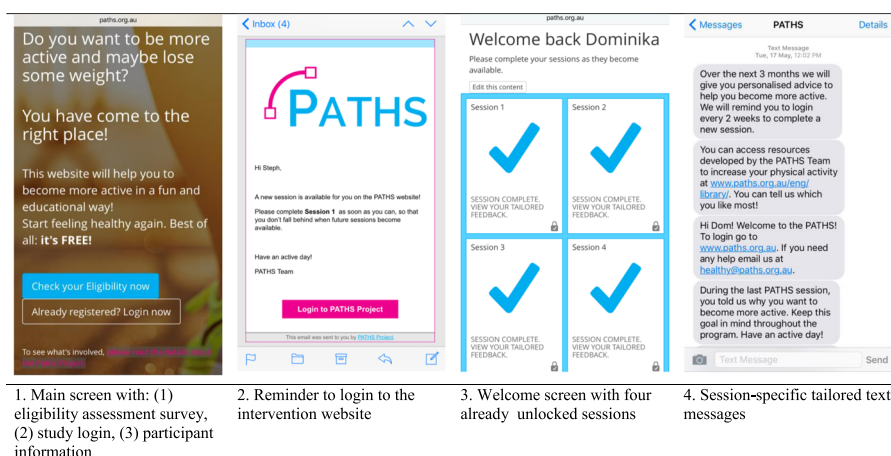 paths.org.au
Do you want to be more
active and maybe lose
some weight?
You have come to the
right place!
This website will help you to
become more active in a fun and
educational way!
Start feeling healthy again. Best of
all: it's FREE!
Check your Eligibility now
Already registered? Login now
To see what's involved,
1. Main screen with: (1)
eligibility assessment survey,
(2) study login, (3) participant
information
Inbox (4)
PATHS
Hi Steph,
A new session is available for you on the PATHS website!
Please complete Session 1 as soon as you can, so that
you don't fall behind when future sessions become
available.
Have an active day!
PATHS Team
Login to PATHS Project
This email was sent to you by PATHS Project
2. Reminder to login to the
intervention website
paths.org.au
Welcome back Dominika
Please complete your sessions as they become
available.
Edit this content
Session 1
SESSION COMPLETE.
VIEW YOUR TAILORED
FEEDBACK.
Session 2
SESSION COMPLETE.
VIEW YOUR TAILORED
FEEDBACK.
Session 3
SESSION COMPLETE.
VIEW YOUR TAILORED
FEEDBACK.
Session 4
SESSION COMPLETE.
VIEW YOUR TAILORED
FEEDBACK.
3. Welcome screen with four
already unlocked sessions
Messages PATHS Details
Text Message
Tue, 17 May, 12:02 PM
Over the next 3 months we will
give you personalised advice to
help you become more active.
We will remind you to login
every 2 weeks to complete a
new session.
You can access resources
developed by the PATHS Team
to increase your physical activity
at www.paths.org.au/eng/
library/. You can tell us which
you like most!
Hi Dom! Welcome to the PATHS!
To login go to
www.paths.org.au. If you need
any help email us at
healthy@paths.org.au.
During the last PATHS session,
you told us why you want to
become more active. Keep this
goal in mind throughout the
program. Have an active day!
Text Message Send
4. Session-specific tailored text
messages